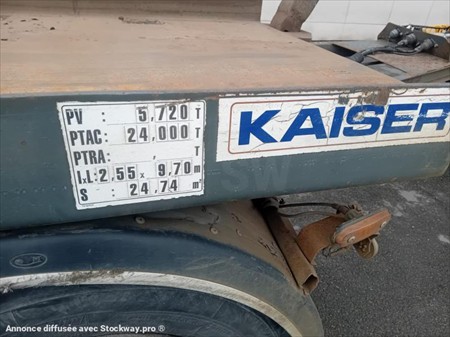 PV : 5,720 T
PTAC: 24,000 T
PTRA:
l.L:2,55 x 9,70 m
S : 24,74 m
KAISER
Annonce diffusée avec Stockway.pro ®